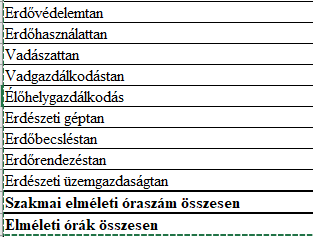 Erdővédelemtan
Erdőhasználattan
Vadászattan
Vadgazdálkodástan
Élőhelygazdálkodás
Erdészeti géptan
Erdőbecsléstan
Erdőrendezéstan
Erdészeti üzemgazdaságtan
Szakmai elméleti óraszám összesen
Elméleti órák összesen